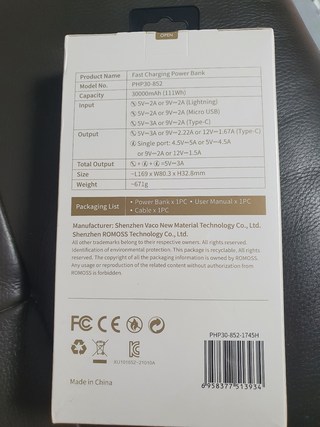 OPEN
Product Name Fast Charging Power Bank
Model No. PHP30-852
Capacity 30000mAh (111Wh)
Input 5V⎓2A or 9V⎓2A (Lightning)
5V⎓2A or 9V⎓2A (Micro USB)
5V⎓3A or 9V⎓2A (Type-C)
Output 5V⎓3A or 9V⎓2.22A or 12V⎓1.67A (Type-C)
Single port: 4.5V⎓5A or 5V⎓4.5A
or 9V⎓2A or 12V⎓1.5A
Total Output + + >5V⎓3A
Size ~L169 x W80.3 x H32.8mm
Weight ~671g
Packaging List • Power Bank x 1PC • User Manual x 1PC
• Cable x 1PC
Manufacturer: Shenzhen Vaco New Material Technology Co., Ltd.
Shenzhen ROMOSS Technology Co., Ltd.
All other trademarks belong to their respective owners. All rights reserved.
identification of environmental protection. This package is recyclable. All rights
reserved. The copyright of all the packaging information is owned by ROMOSS.
Any usage or reproduction of the related content without authorization from
ROMOSS is forbidden.
FC CE
PHP30-852-1745H
Made in China
6 958377 513934